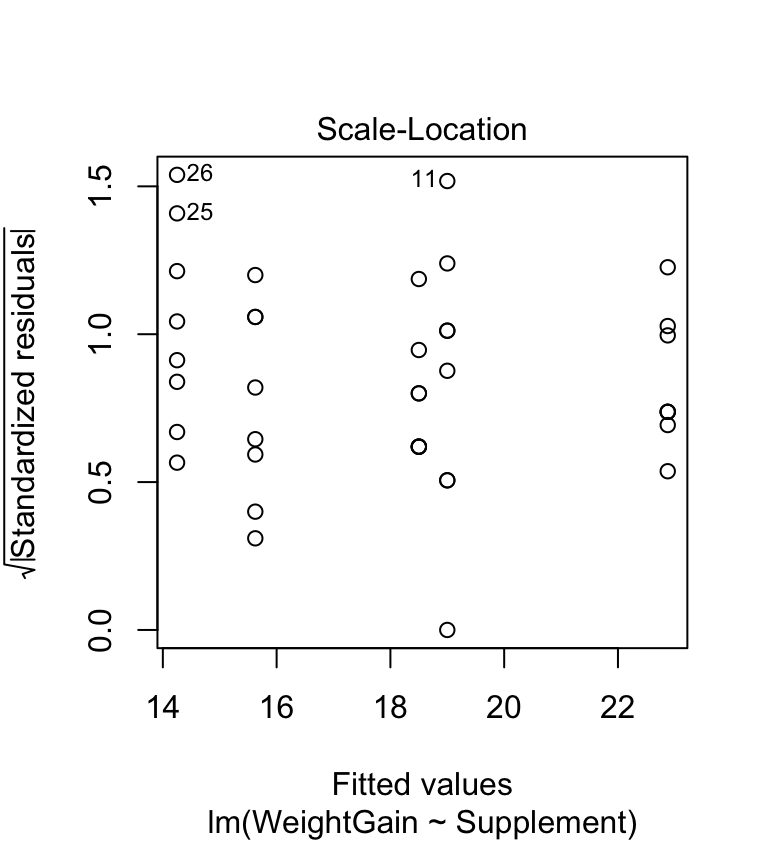 Scale-Location
√|Standardized residuals|
1.5
1.0
0.5
0.0
26
25
11
14 16 18 20 22
Fitted values
lm(WeightGain ~ Supplement)